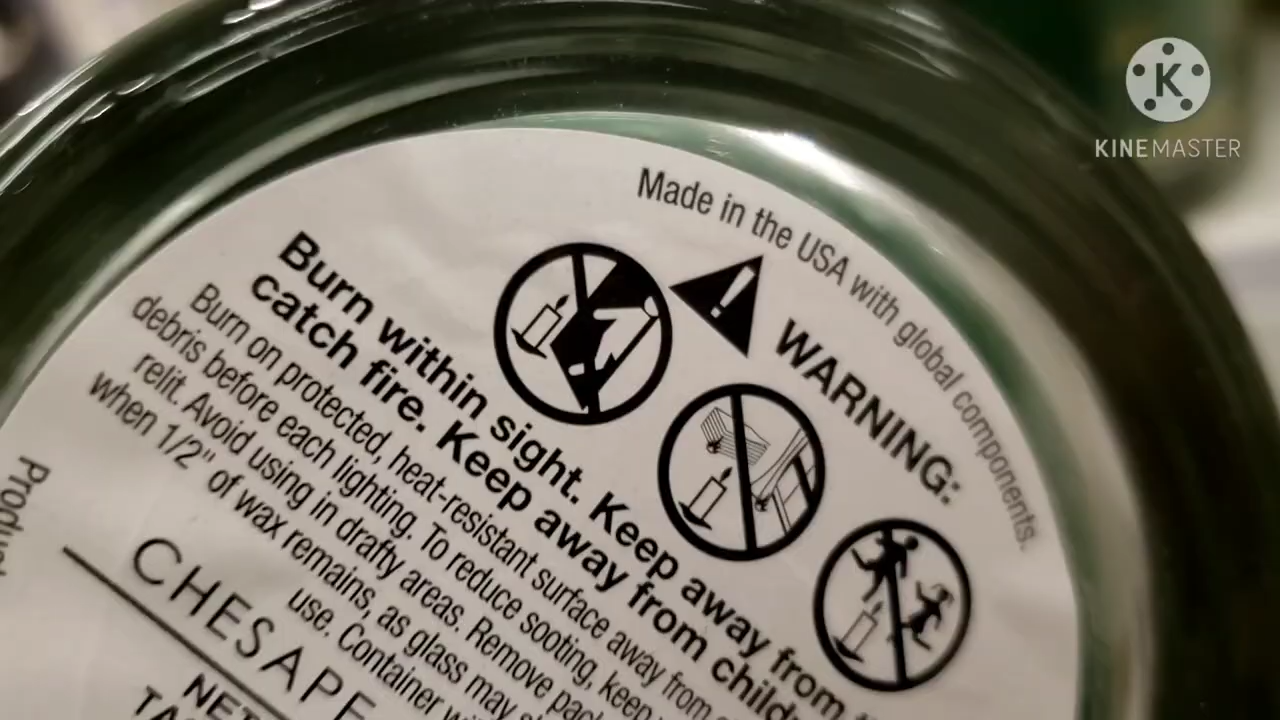 Made in the USA with global components.
WARNING:
Burn within sight. Keep away from
catch fire. Keep away from
Burn on protected, heat-resistant surface away from
debris before each lighting. To reduce sooting, keep
relit. Avoid using in drafty areas. Remove
when 1/2" of wax remains, as glass may
use. Container
CHESAPE
NET
KINEMASTER